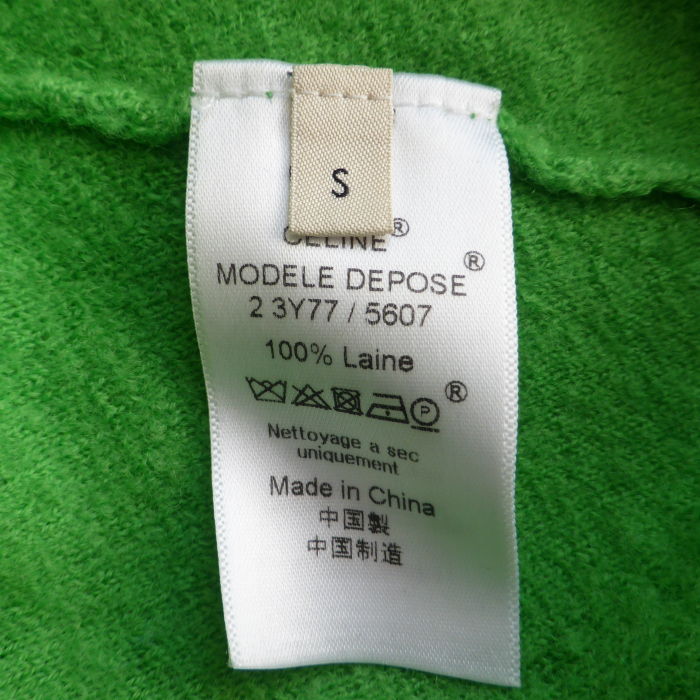 S
CELINE®
MODELE DEPOSE®
2 3Y77 / 5607
100% Laine
P ®
Nettoyage a sec
uniquement
Made in China
中国製
中国制造